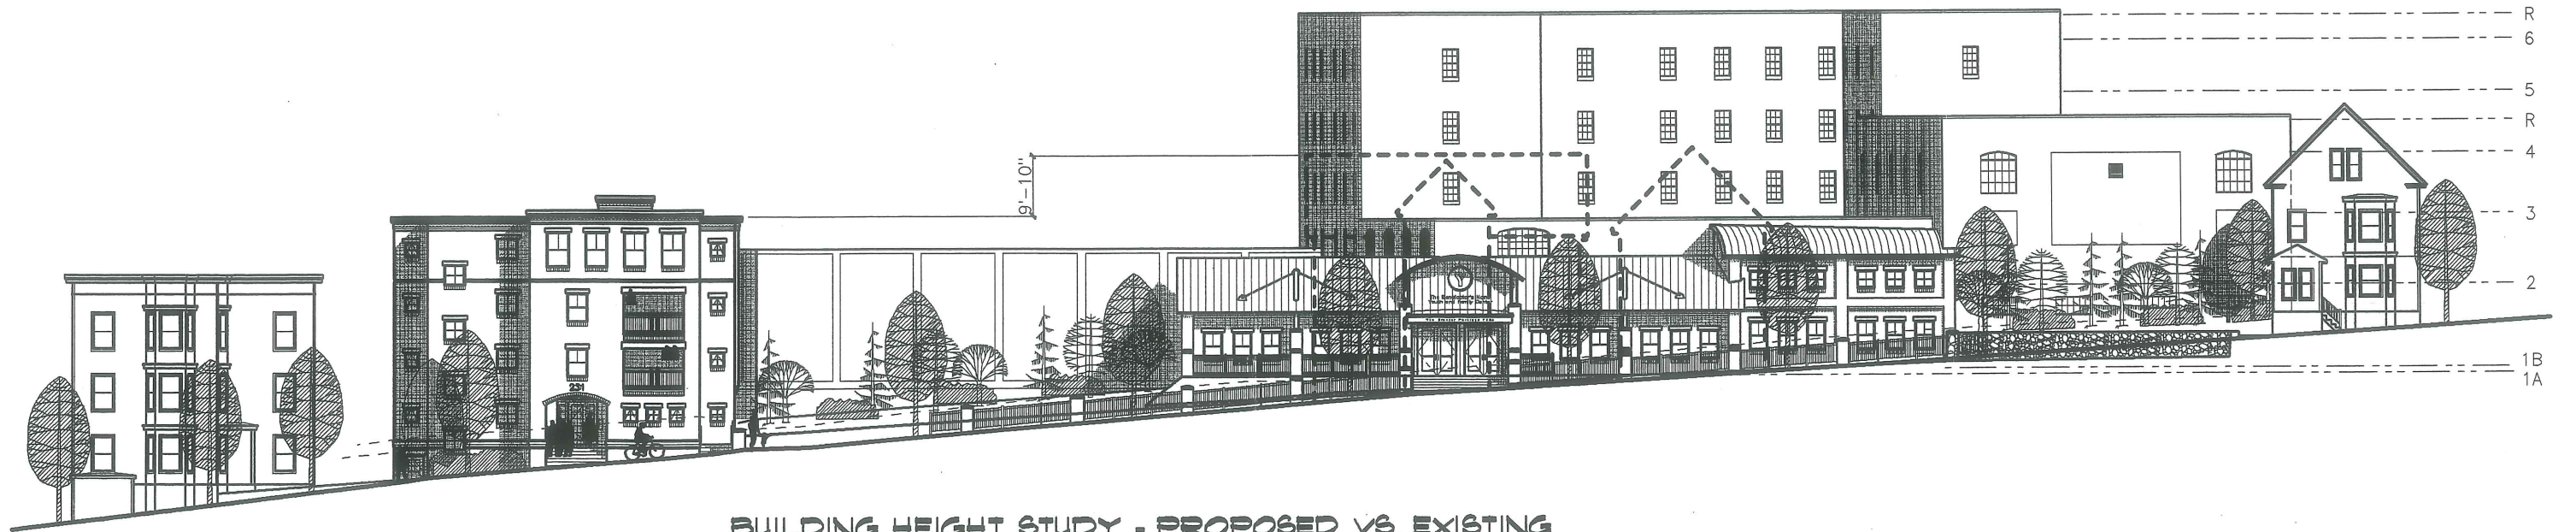 R
6
5
R
4
9'-10"
3
2
231
1B
1A
BUILDING HEIGHT STUDY - PROPOSED VS EXISTING